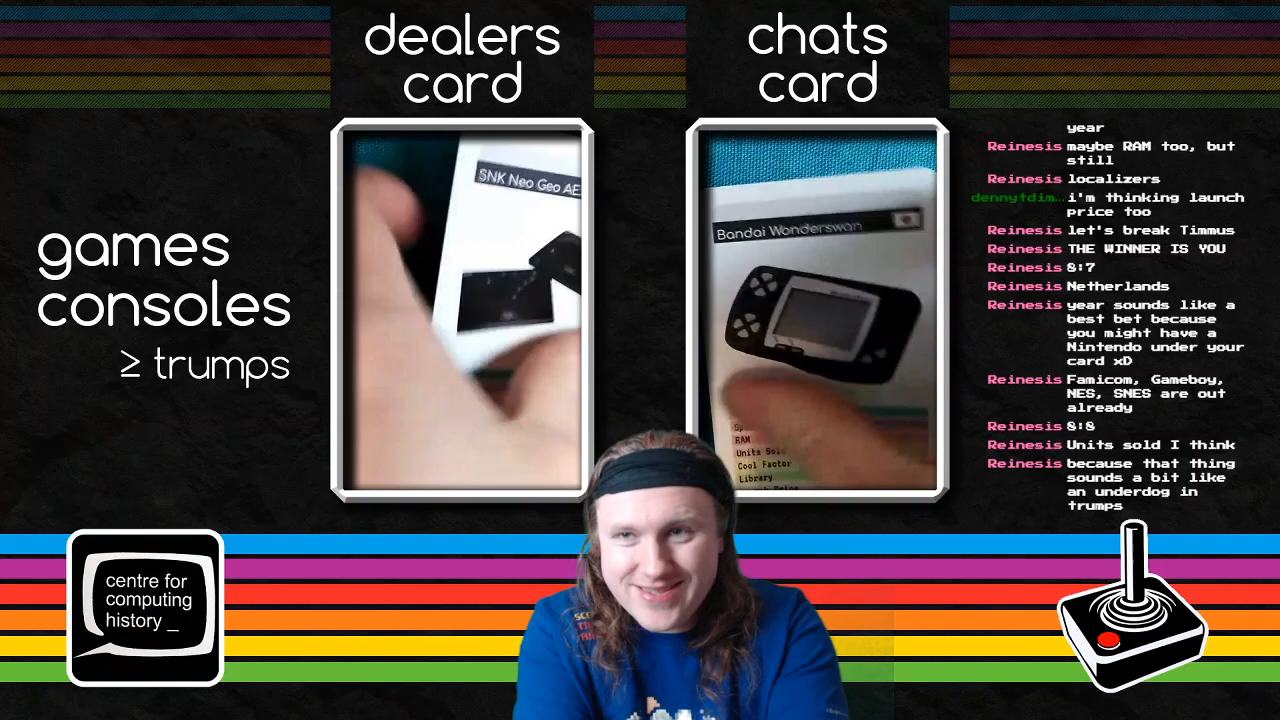 dealers
card
chats
card
games
consoles
≥ trumps
SNK Neo Geo AE
Bandai Wonderswan
RAM
Units Sol
Cool Factor
Library
year
Reinesis maybe RAM too, but
still
Reinesis localizers
dennytdim… i'm thinking launch
price too
Reinesis let's break Timmus
Reinesis THE WINNER IS YOU
Reinesis 8:7
Reinesis Netherlands
Reinesis year sounds like a
best bet because
you might have a
Nintendo under your
card xD
Reinesis Famicom, Gameboy,
NES, SNES are out
already
Reinesis 8:8
Reinesis Units sold I think
Reinesis because that thing
sounds a bit like
an underdog in
trumps
centre for
computing
history _